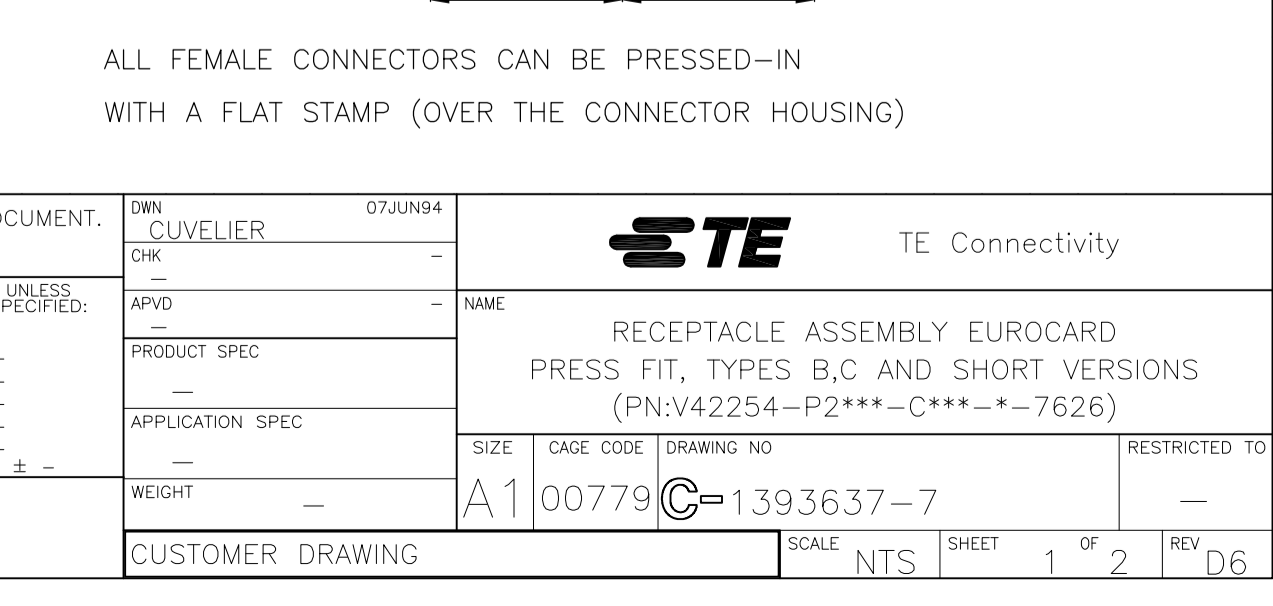 ALL FEMALE CONNECTORS CAN BE PRESSED-IN
WITH A FLAT STAMP (OVER THE CONNECTOR HOUSING)
OCUMENT.
UNLESS
PECIFIED:
± -
DWN 07JUN94
CUVELIER
CHK -
-
APVD -
-
PRODUCT SPEC
-
APPLICATION SPEC
-
WEIGHT -
CUSTOMER DRAWING
TE TE Connectivity
NAME
RECEPTACLE ASSEMBLY EUROCARD
PRESS FIT, TYPES B,C AND SHORT VERSIONS
(PN:V42254-P2***-C***-*-7626)
SIZE CAGE CODE DRAWING NO RESTRICTED TO
A1 00779 C-1393637-7 -
SCALE NTS SHEET 1 OF 2 REV D6